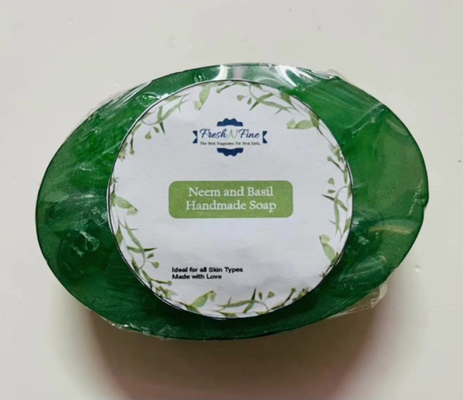 Fresh N Fine
Neem and Basil
Handmade Soap
Ideal for all Skin Types
Made with Love